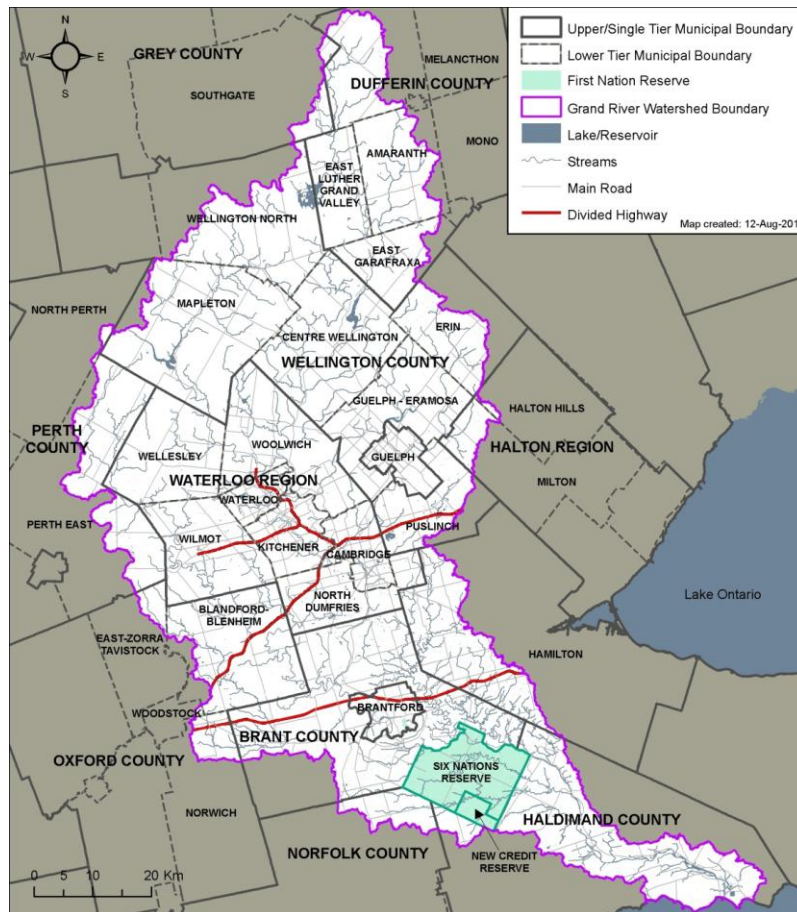 N
W
E
S
GREY COUNTY
SOUTHGATE
MELANCTHON
DUFFERIN COUNTY
MONO
AMARANTH
EAST
LUTHER
GRAND
VALLEY
WELLINGTON NORTH
EAST
GARAFRAXA
NORTH PERTH
MAPLETON
ERIN
CENTRE WELLINGTON
WELLINGTON COUNTY
GUELPH - ERAMOSA
HALTON HILLS
PERTH
COUNTY
WOOLWICH
WELLESLEY
GUELPH
HALTON REGION
WATERLOO REGION
WATERLOO
MILTON
PERTH EAST
WILMOT
KITCHENER
PUSLINCH
CAMBRIDGE
BLANDFORD-
BLENHEIM
NORTH
DUMFRIES
Lake Ontario
EAST-ZORRA
TAVISTOCK
HAMILTON
WOODSTOCK
BRANTFORD
BRANT COUNTY
OXFORD COUNTY
SIX NATIONS
RESERVE
NORWICH
HALDIMAND COUNTY
NORFOLK COUNTY
NEW CREDIT
RESERVE
0 5 10 20 Km
Upper/Single Tier Municipal Boundary
Lower Tier Municipal Boundary
First Nation Reserve
Grand River Watershed Boundary
Lake/Reservoir
Streams
Main Road
Divided Highway
Map created: 12-Aug-201